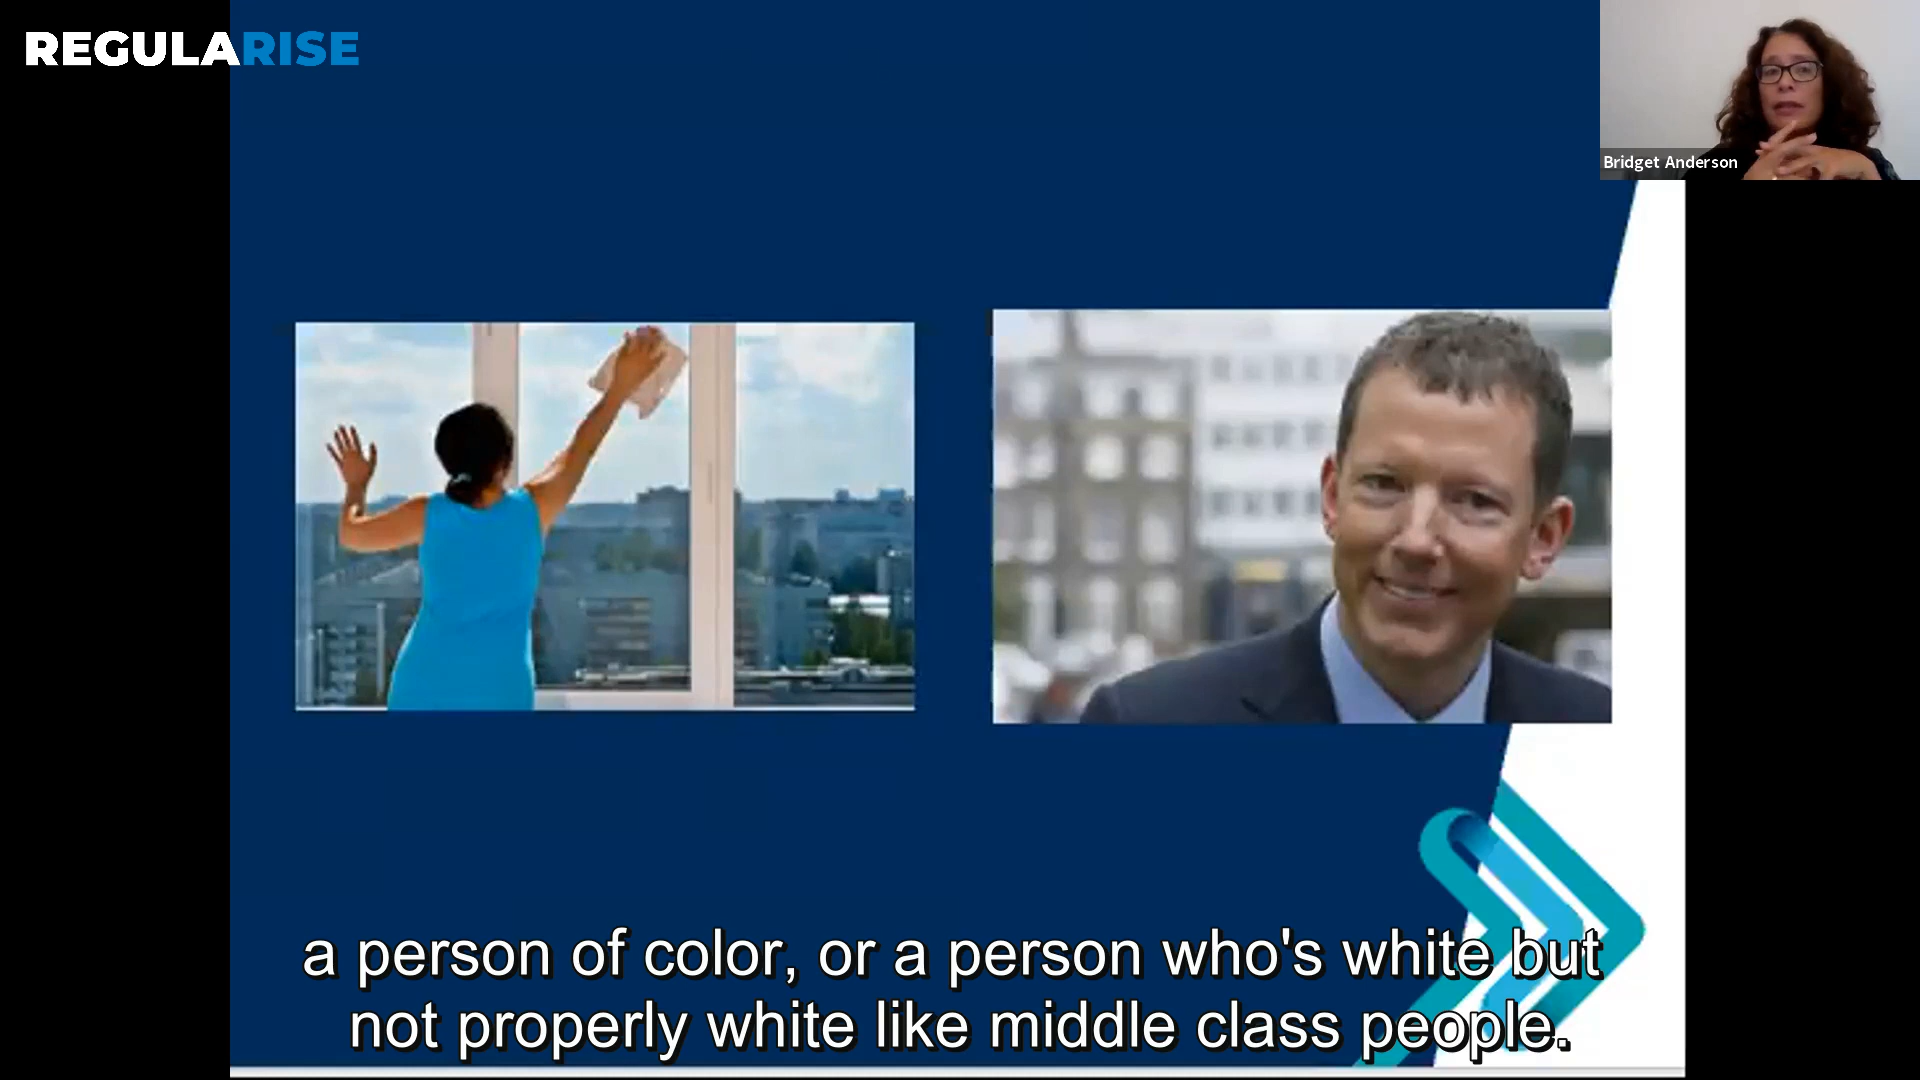 REGULARISE
Bridget Anderson
a person of color, or a person who's white but
not properly white like middle class people.